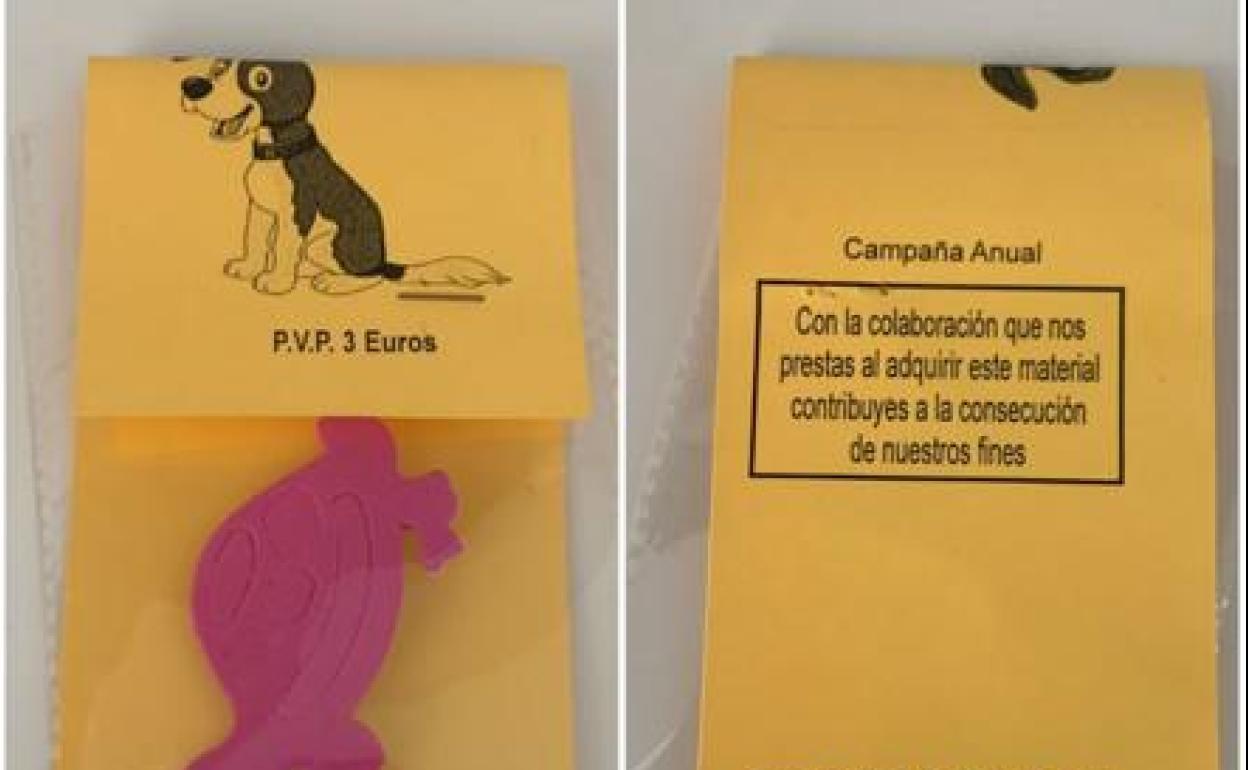 P.V.P. 3 Euros
Campaña Anual
Con la colaboración que nos
prestas al adquirir este material
contribuyes a la consecución
de nuestros fines